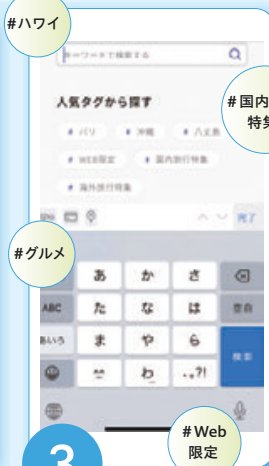 #ハワイ
キーワードで検索する
人気タグから探す
# バリ # 沖縄 # 八丈島
#国内
特集
# WEB限定 # 国内旅行特集
# 海外旅行特集
完了
#グルメ
あ か さ
ABC た な は 空白
あいう ま や ら 検索
^^ わ 、。?!
#Web
限定
3